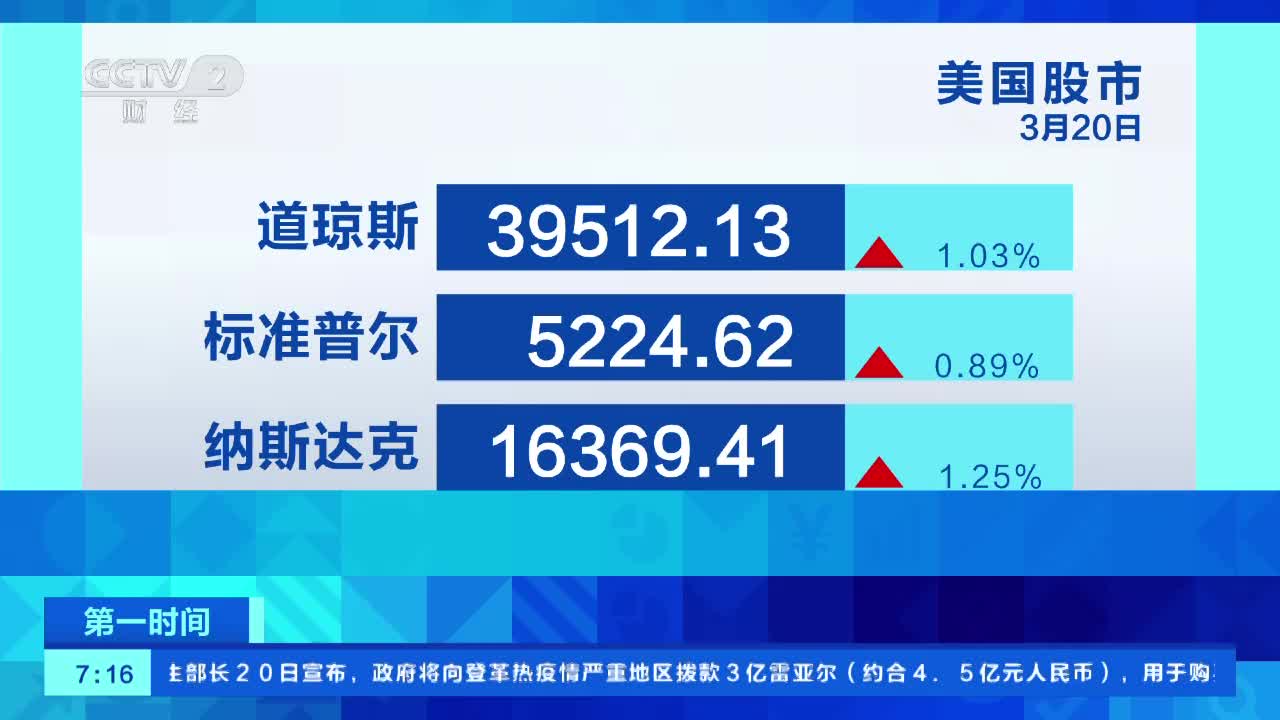 CCTV 2
财经
美国股市
3月20日
道琼斯 39512.13 1.03%
标准普尔 5224.62 0.89%
纳斯达克 16369.41 1.25%
第一时间
7:16 生部长20日宣布，政府将向登革热疫情严重地区拨款3亿雷亚尔（约合4．5亿元人民币），用于购